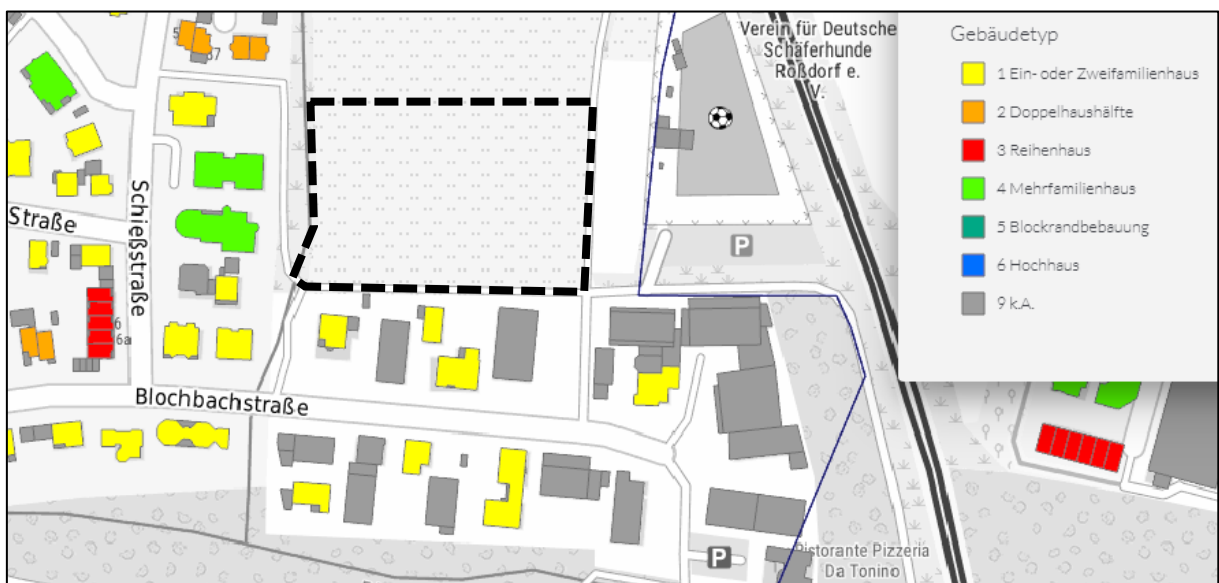 37
Verein für Deutsche
Schäferhunde
Roßdorf e.
V.
P
Straße
Schießstraße
6
6a
Blochbachstraße
P
Ristorante Pizzeria
Da Tonino
Gebäudetyp
1 Ein- oder Zweifamilienhaus
2 Doppelhaushälfte
3 Reihenhaus
4 Mehrfamilienhaus
5 Blockrandbebauung
6 Hochhaus
9 k.A.